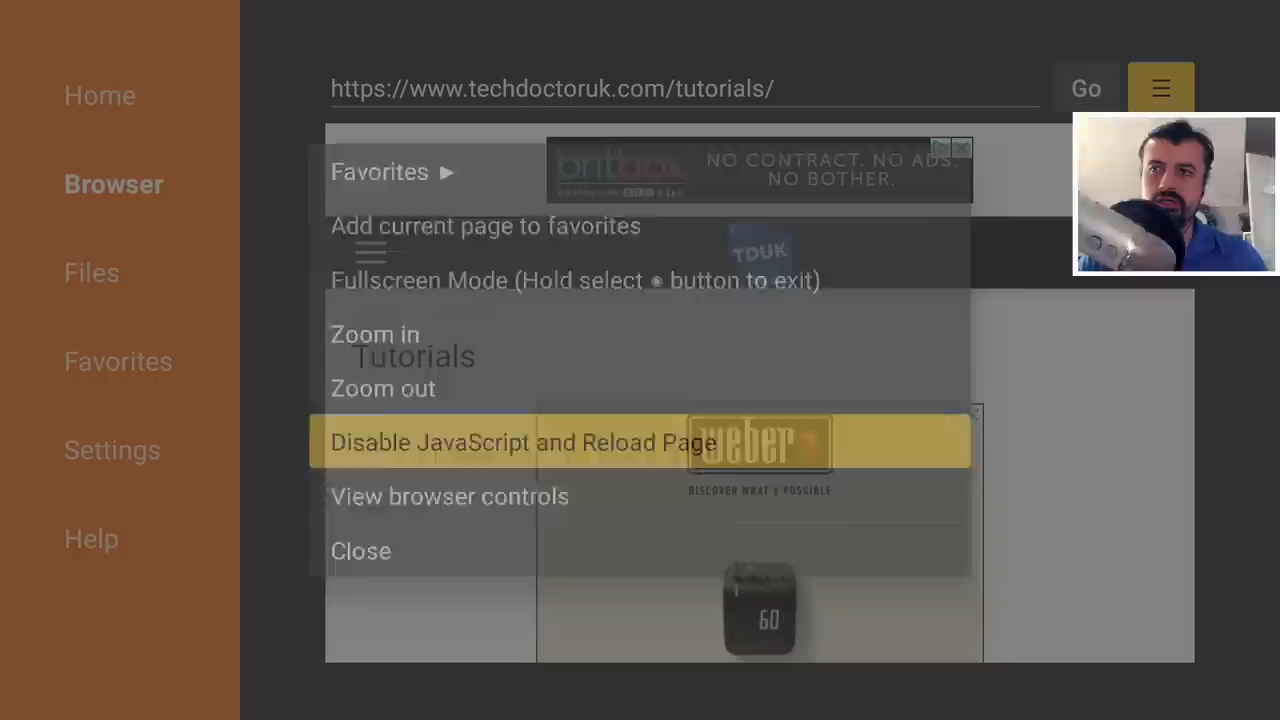 Home
Browser
Files
Favorites
Settings
Help
https://www.techdoctoruk.com/tutorials/
Go
britbox
NO CONTRACT. NO ADS.
NO BOTHER.
Favorites ►
Add current page to favorites
TDUK
Fullscreen Mode (Hold select ● button to exit)
Zoom in
Tutorials
Zoom out
Disable JavaScript and Reload Page
weber
DISCOVER WHAT'S POSSIBLE
View browser controls
Close
60